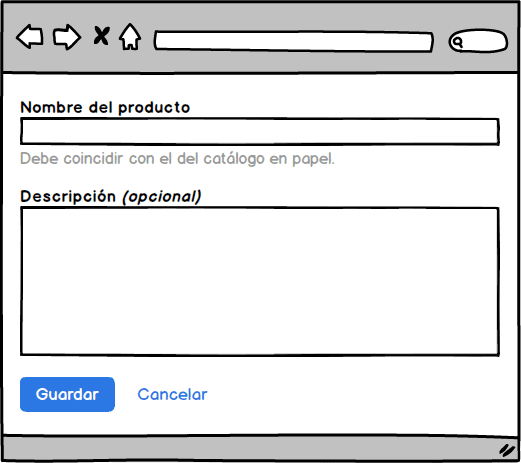 Nombre del producto
Debe coincidir con el del catálogo en papel.
Descripción (opcional)
Guardar
Cancelar